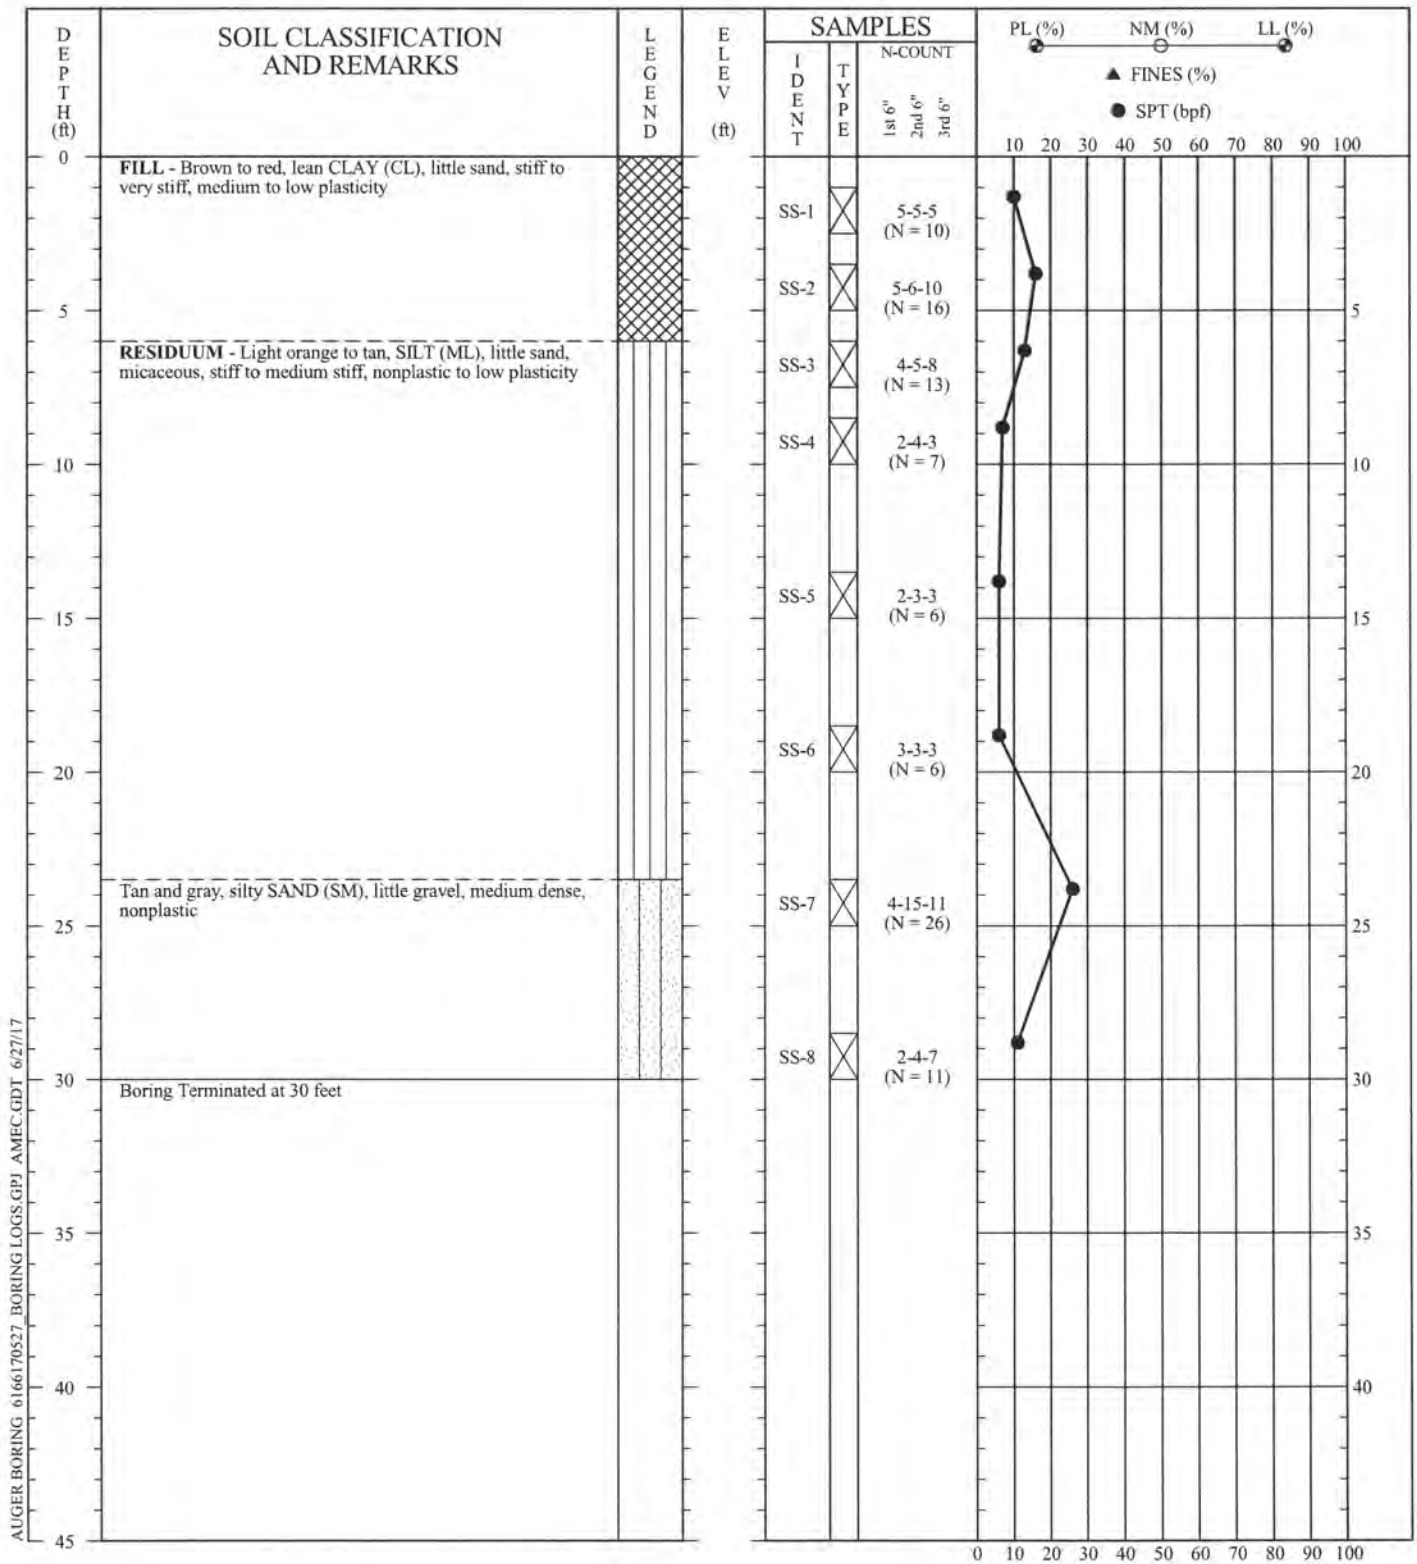 DEPTH
(ft)
SOIL CLASSIFICATION
AND REMARKS
LEGEND
ELEV
(ft)
SAMPLES
IDENT
TYPE
N-COUNT
1st 6"
2nd 6"
3rd 6"
PL (%) NM (%) LL (%)
▲ FINES (%)
● SPT (bpf)
10 20 30 40 50 60 70 80 90 100
0
FILL - Brown to red, lean CLAY (CL), little sand, stiff to
very stiff, medium to low plasticity
SS-1 5-5-5
(N = 10)
SS-2 5-6-10
(N = 16)
5 5
RESIDUUM - Light orange to tan, SILT (ML), little sand,
micaceous, stiff to medium stiff, nonplastic to low plasticity
SS-3 4-5-8
(N = 13)
SS-4 2-4-3
(N = 7)
10 10
SS-5 2-3-3
(N = 6)
15 15
SS-6 3-3-3
(N = 6)
20 20
Tan and gray, silty SAND (SM), little gravel, medium dense,
nonplastic
SS-7 4-15-11
(N = 26)
25 25
SS-8 2-4-7
(N = 11)
30 30
Boring Terminated at 30 feet
35 35
40 40
45
0 10 20 30 40 50 60 70 80 90 100
AUGER BORING 6166170527_BORING LOGS.GPJ AMEC.GDT 6/27/17